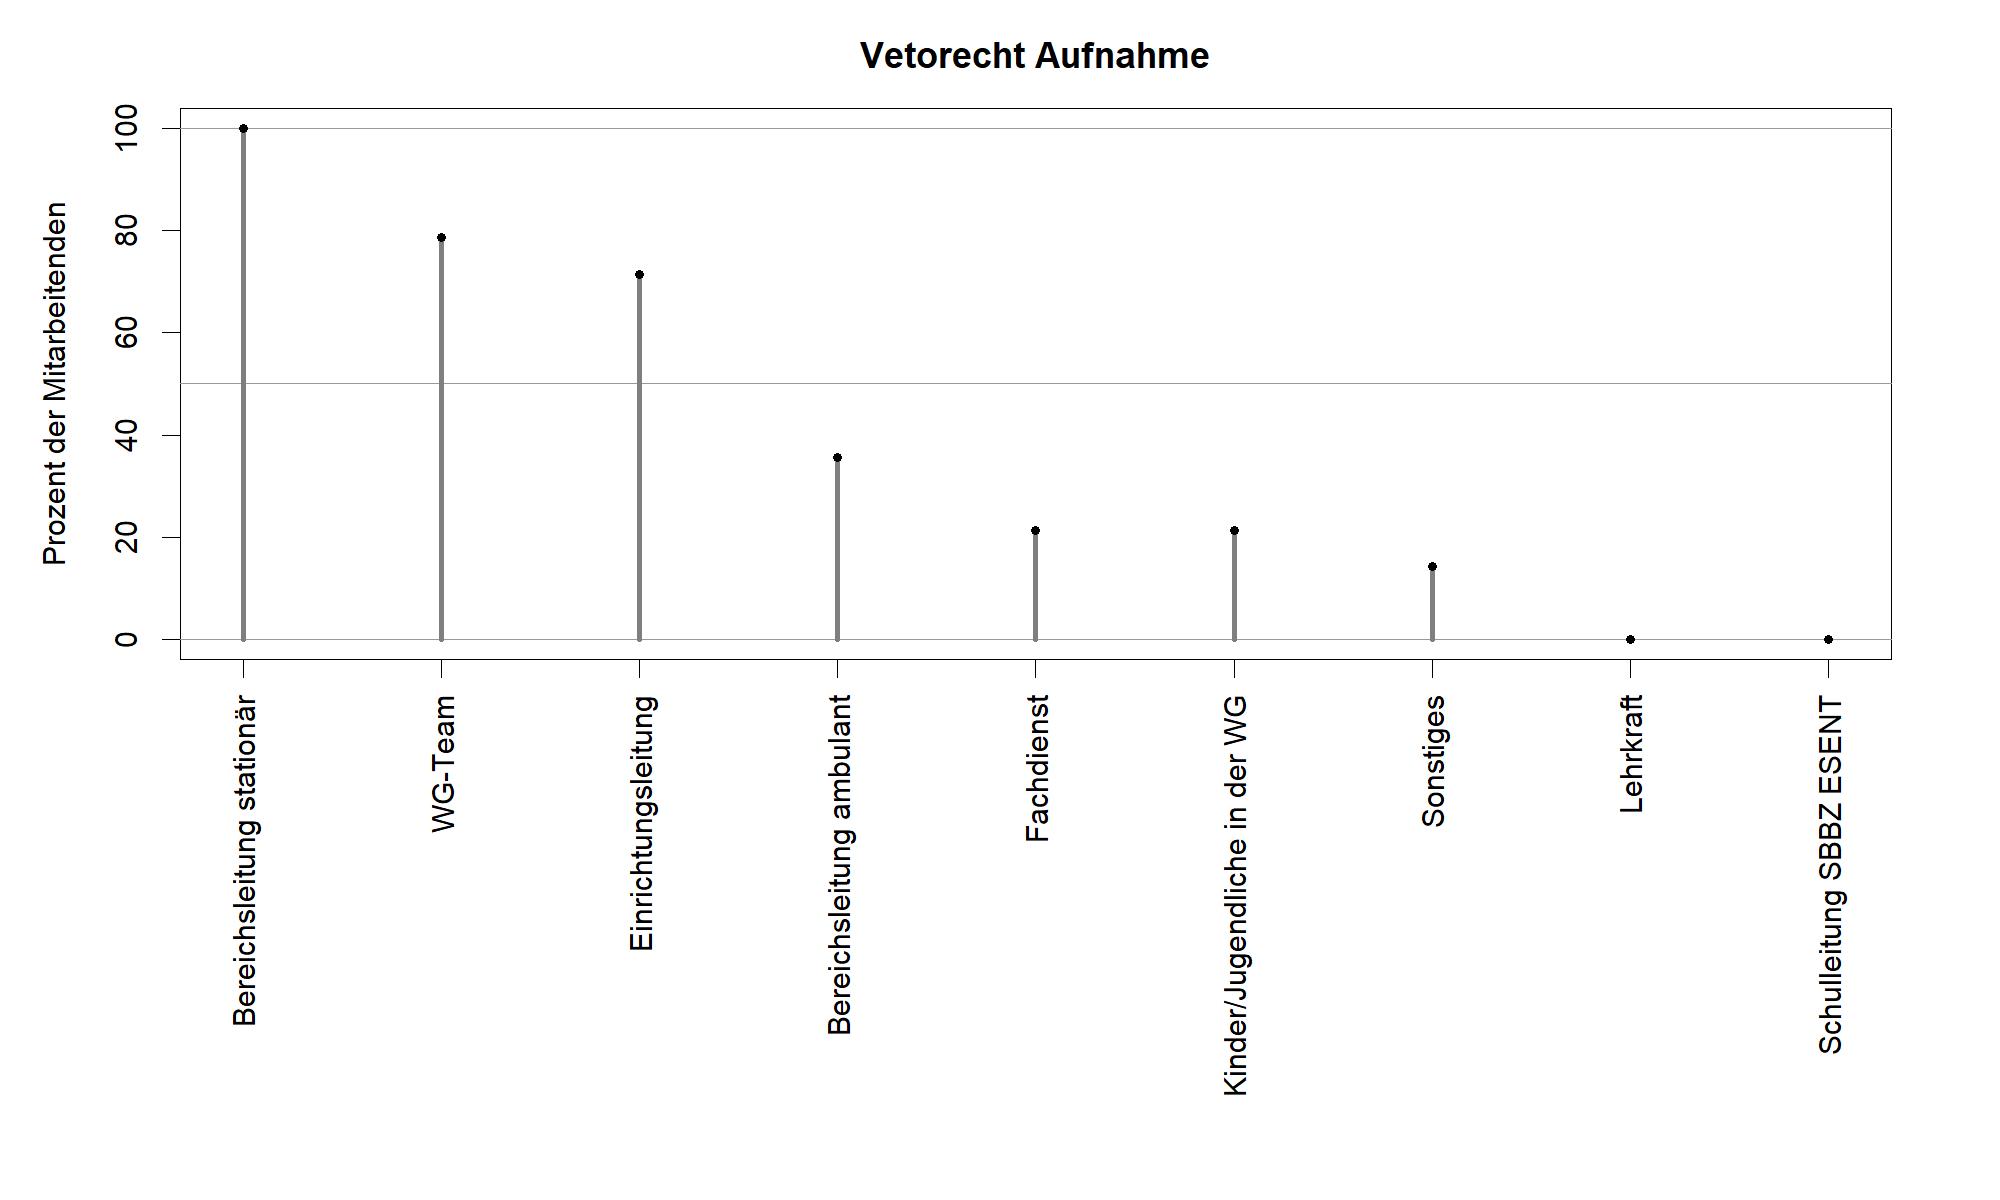 Vetorecht Aufnahme
Prozent der Mitarbeitenden
100
80
60
40
20
0
Bereichsleitung stationär
WG-Team
Einrichtungsleitung
Bereichsleitung ambulant
Fachdienst
Kinder/Jugendliche in der WG
Sonstiges
Lehrkraft
Schulleitung SBBZ ESENT